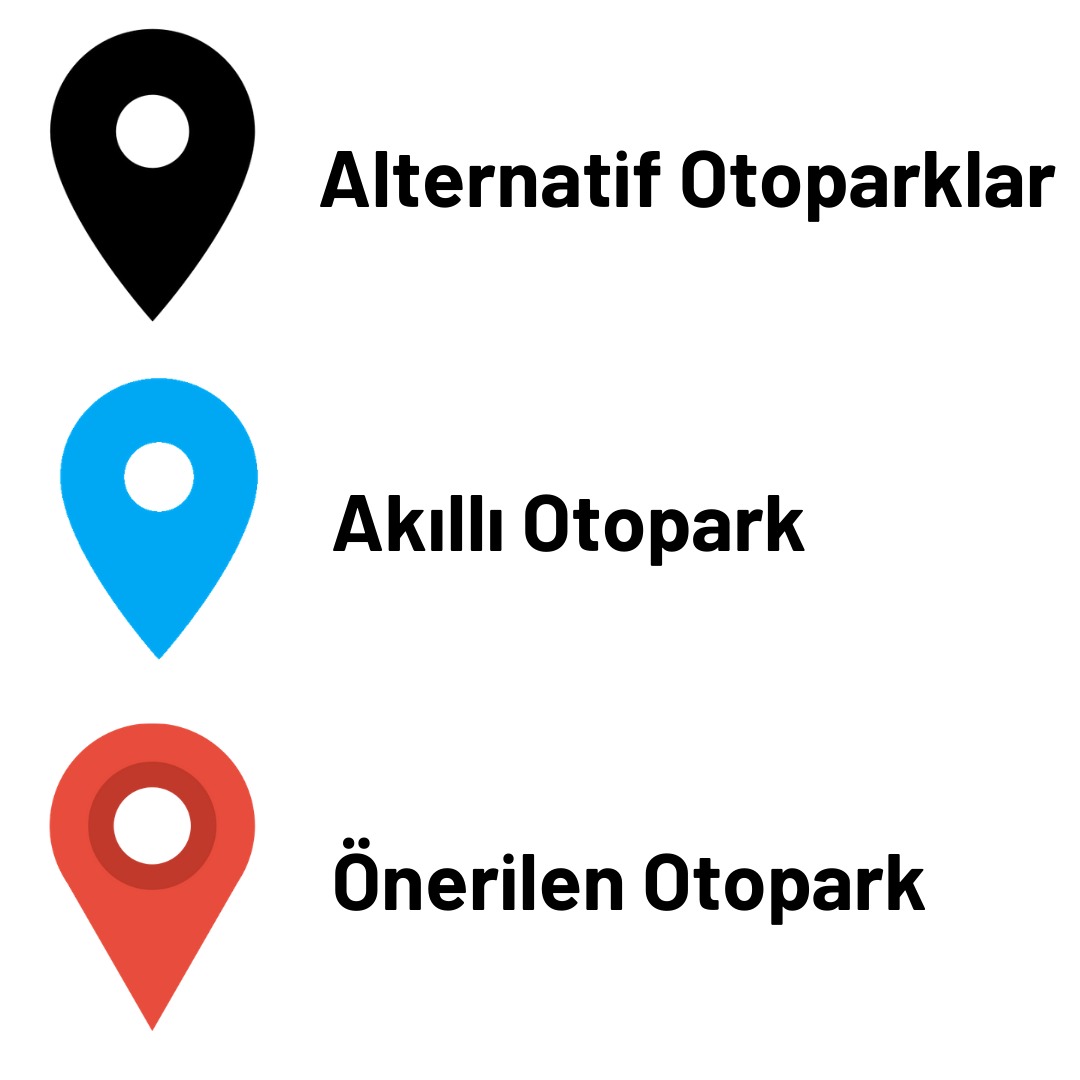 Alternatif Otoparklar
Akıllı Otopark
Önerilen Otopark